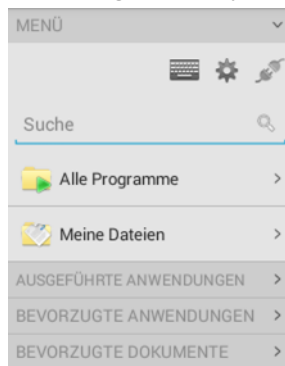 MENÜ
Suche
Alle Programme
Meine Dateien
AUSGEFÜHRTE ANWENDUNGEN
BEVORZUGTE ANWENDUNGEN
BEVORZUGTE DOKUMENTE